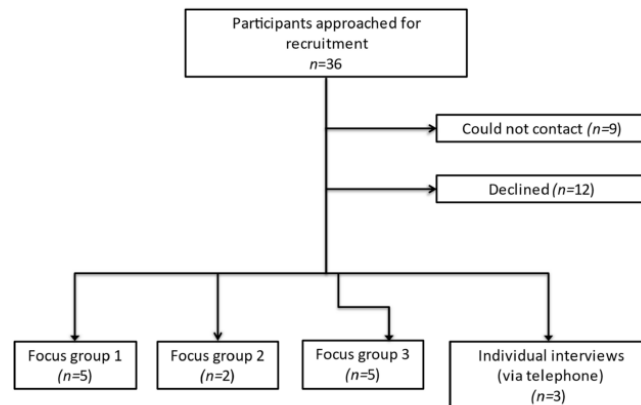 Participants approached for
recruitment
n=36
Could not contact (n=9)
Declined (n=12)
Focus group 1
(n=5)
Focus group 2
(n=2)
Focus group 3
(n=5)
Individual interviews
(via telephone)
(n=3)